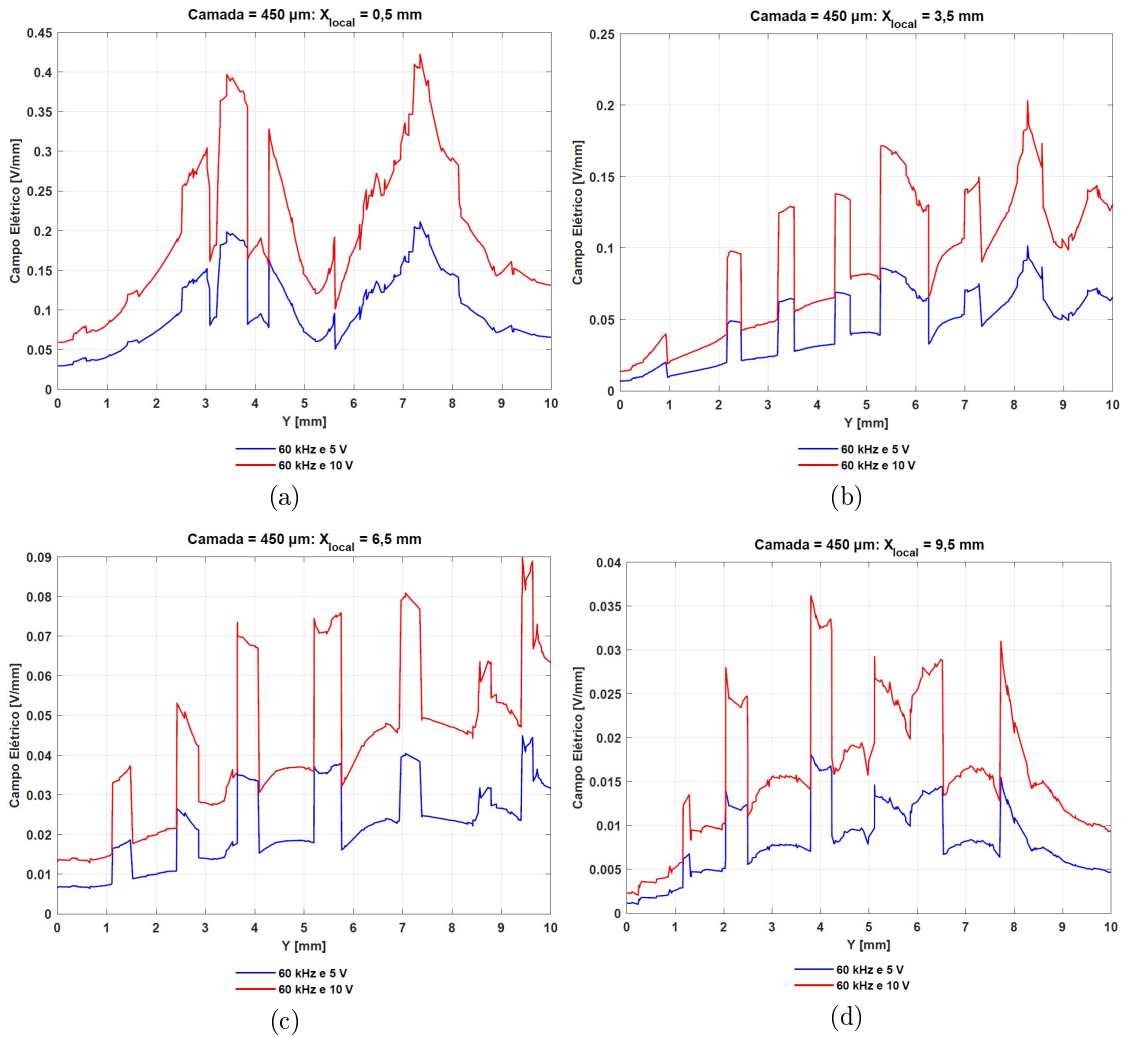 Camada = 450 µm: Xlocal = 0,5 mm
Campo Elétrico [V/mm]
0.45
0.4
0.35
0.3
0.25
0.2
0.15
0.1
0.05
0
0 1 2 3 4 5 6 7 8 9 10
Y [mm]
60 kHz e 5 V
60 kHz e 10 V
(a)
Camada = 450 µm: Xlocal = 3,5 mm
Campo Elétrico [V/mm]
0.25
0.2
0.15
0.1
0.05
0
0 1 2 3 4 5 6 7 8 9 10
Y [mm]
60 kHz e 5 V
60 kHz e 10 V
(b)
Camada = 450 µm: Xlocal = 6,5 mm
Campo Elétrico [V/mm]
0.09
0.08
0.07
0.06
0.05
0.04
0.03
0.02
0.01
0
0 1 2 3 4 5 6 7 8 9 10
Y [mm]
60 kHz e 5 V
60 kHz e 10 V
(c)
Camada = 450 µm: Xlocal = 9,5 mm
Campo Elétrico [V/mm]
0.04
0.035
0.03
0.025
0.02
0.015
0.01
0.005
0
0 1 2 3 4 5 6 7 8 9 10
Y [mm]
60 kHz e 5 V
60 kHz e 10 V
(d)